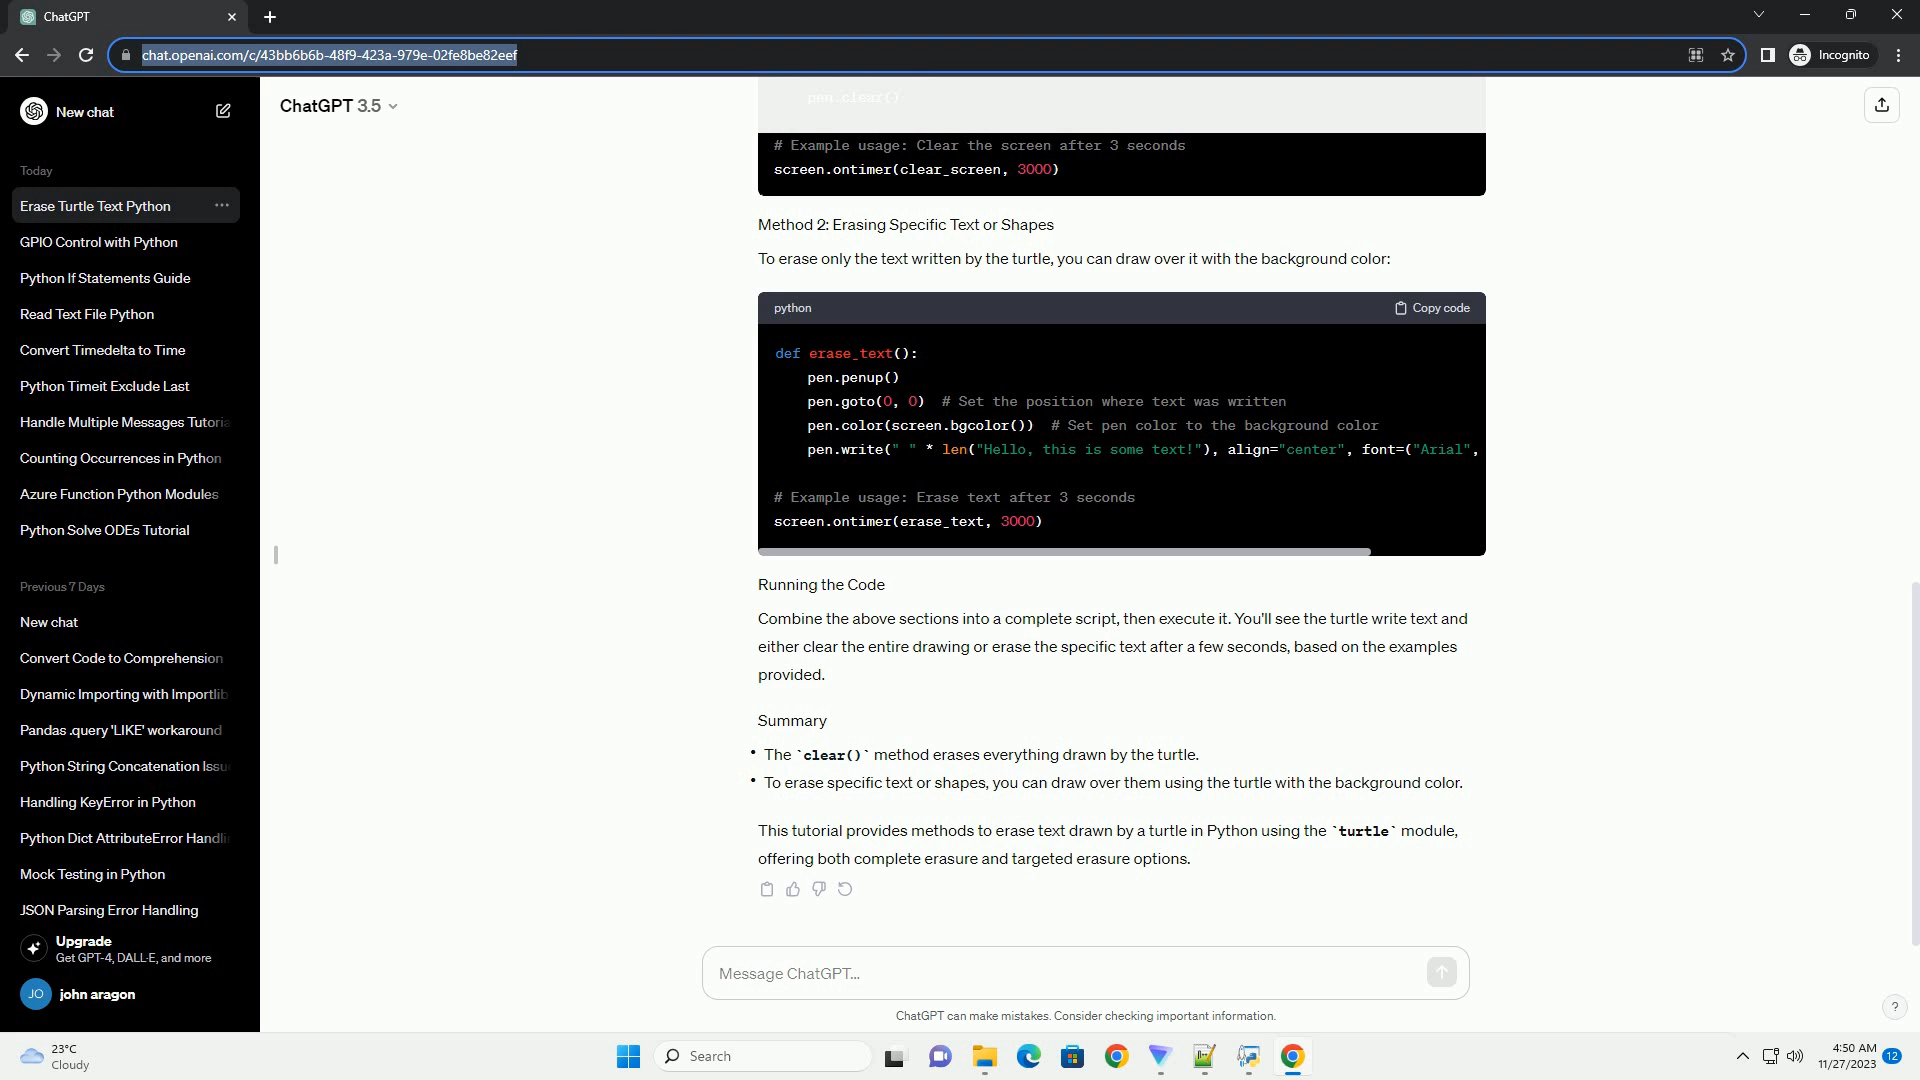 ChatGPT
chat.openai.com/c/43bb6b6b-48f9-423a-979e-02fe8be82eef
Incognito
New chat
ChatGPT 3.5
Today
Erase Turtle Text Python
GPIO Control with Python
Python If Statements Guide
Read Text File Python
Convert Timedelta to Time
Python Timeit Exclude Last
Handle Multiple Messages Tutoria
Counting Occurrences in Python
Azure Function Python Modules
Python Solve ODEs Tutorial
Previous 7 Days
New chat
Convert Code to Comprehension
Dynamic Importing with Importlib
Pandas .query 'LIKE' workaround
Python String Concatenation Issu
Handling KeyError in Python
Python Dict AttributeError Handli
Mock Testing in Python
JSON Parsing Error Handling
Upgrade
Get GPT-4, DALL·E, and more
JO john aragon
pen.clear()
# Example usage: Clear the screen after 3 seconds
screen.ontimer(clear_screen, 3000)
Method 2: Erasing Specific Text or Shapes
To erase only the text written by the turtle, you can draw over it with the background color:
python
Copy code
def erase_text():
pen.penup()
pen.goto(0, 0)  # Set the position where text was written
pen.color(screen.bgcolor())  # Set pen color to the background color
pen.write(" " * len("Hello, this is some text!"), align="center", font=("Arial",
# Example usage: Erase text after 3 seconds
screen.ontimer(erase_text, 3000)
Running the Code
Combine the above sections into a complete script, then execute it. You'll see the turtle write text and
either clear the entire drawing or erase the specific text after a few seconds, based on the examples
provided.
Summary
• The `clear()` method erases everything drawn by the turtle.
• To erase specific text or shapes, you can draw over them using the turtle with the background color.
This tutorial provides methods to erase text drawn by a turtle in Python using the `turtle` module,
offering both complete erasure and targeted erasure options.
Message ChatGPT...
ChatGPT can make mistakes. Consider checking important information.
?
23°C
Cloudy
Search
4:50 AM
11/27/2023
12